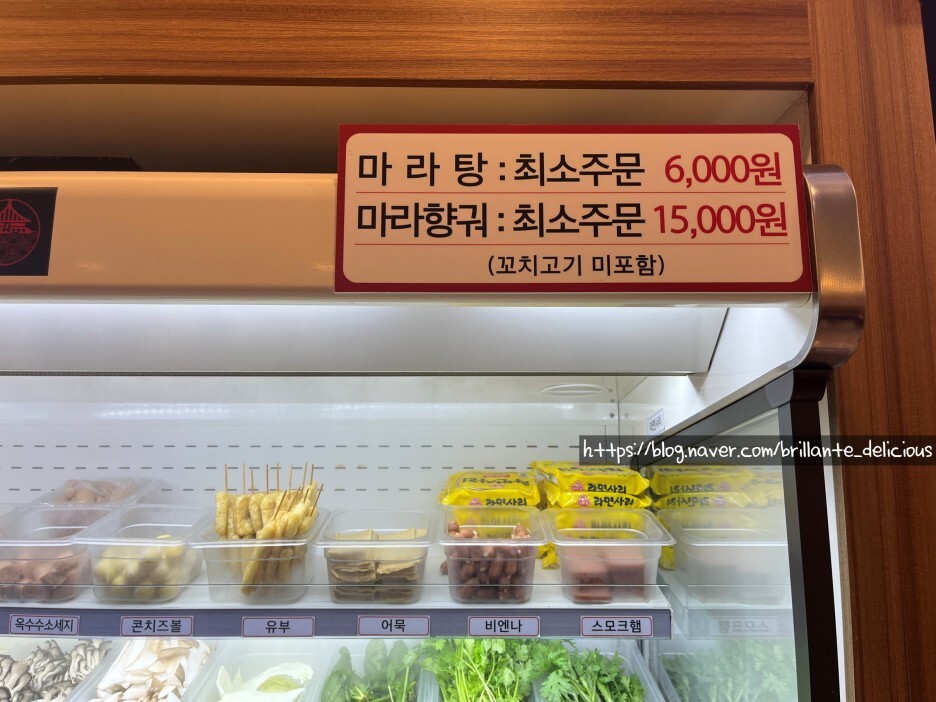 마라탕 : 최소주문 6,000원
마라향궈 : 최소주문 15,000원
(꼬치고기 미포함)
https://blog.naver.com/brillante_delicious
라면사리
라면사리
옥수수소세지
콘치즈볼
유부
어묵
비엔나
스모크햄